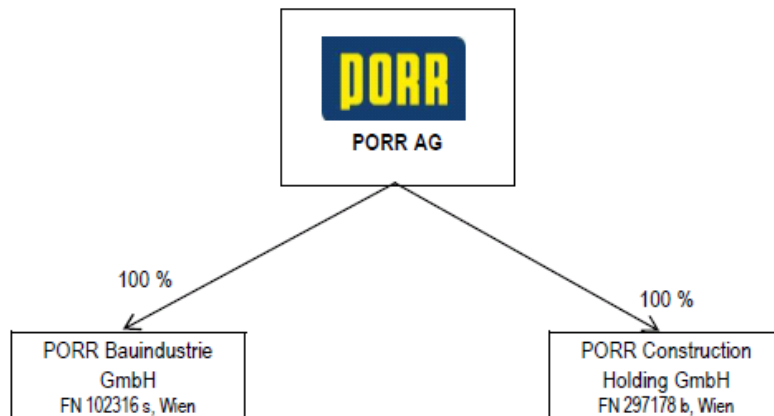 PORR
PORR AG
100 %
100 %
PORR Bauindustrie
GmbH
FN 102316 s, Wien
PORR Construction
Holding GmbH
FN 297178 b, Wien